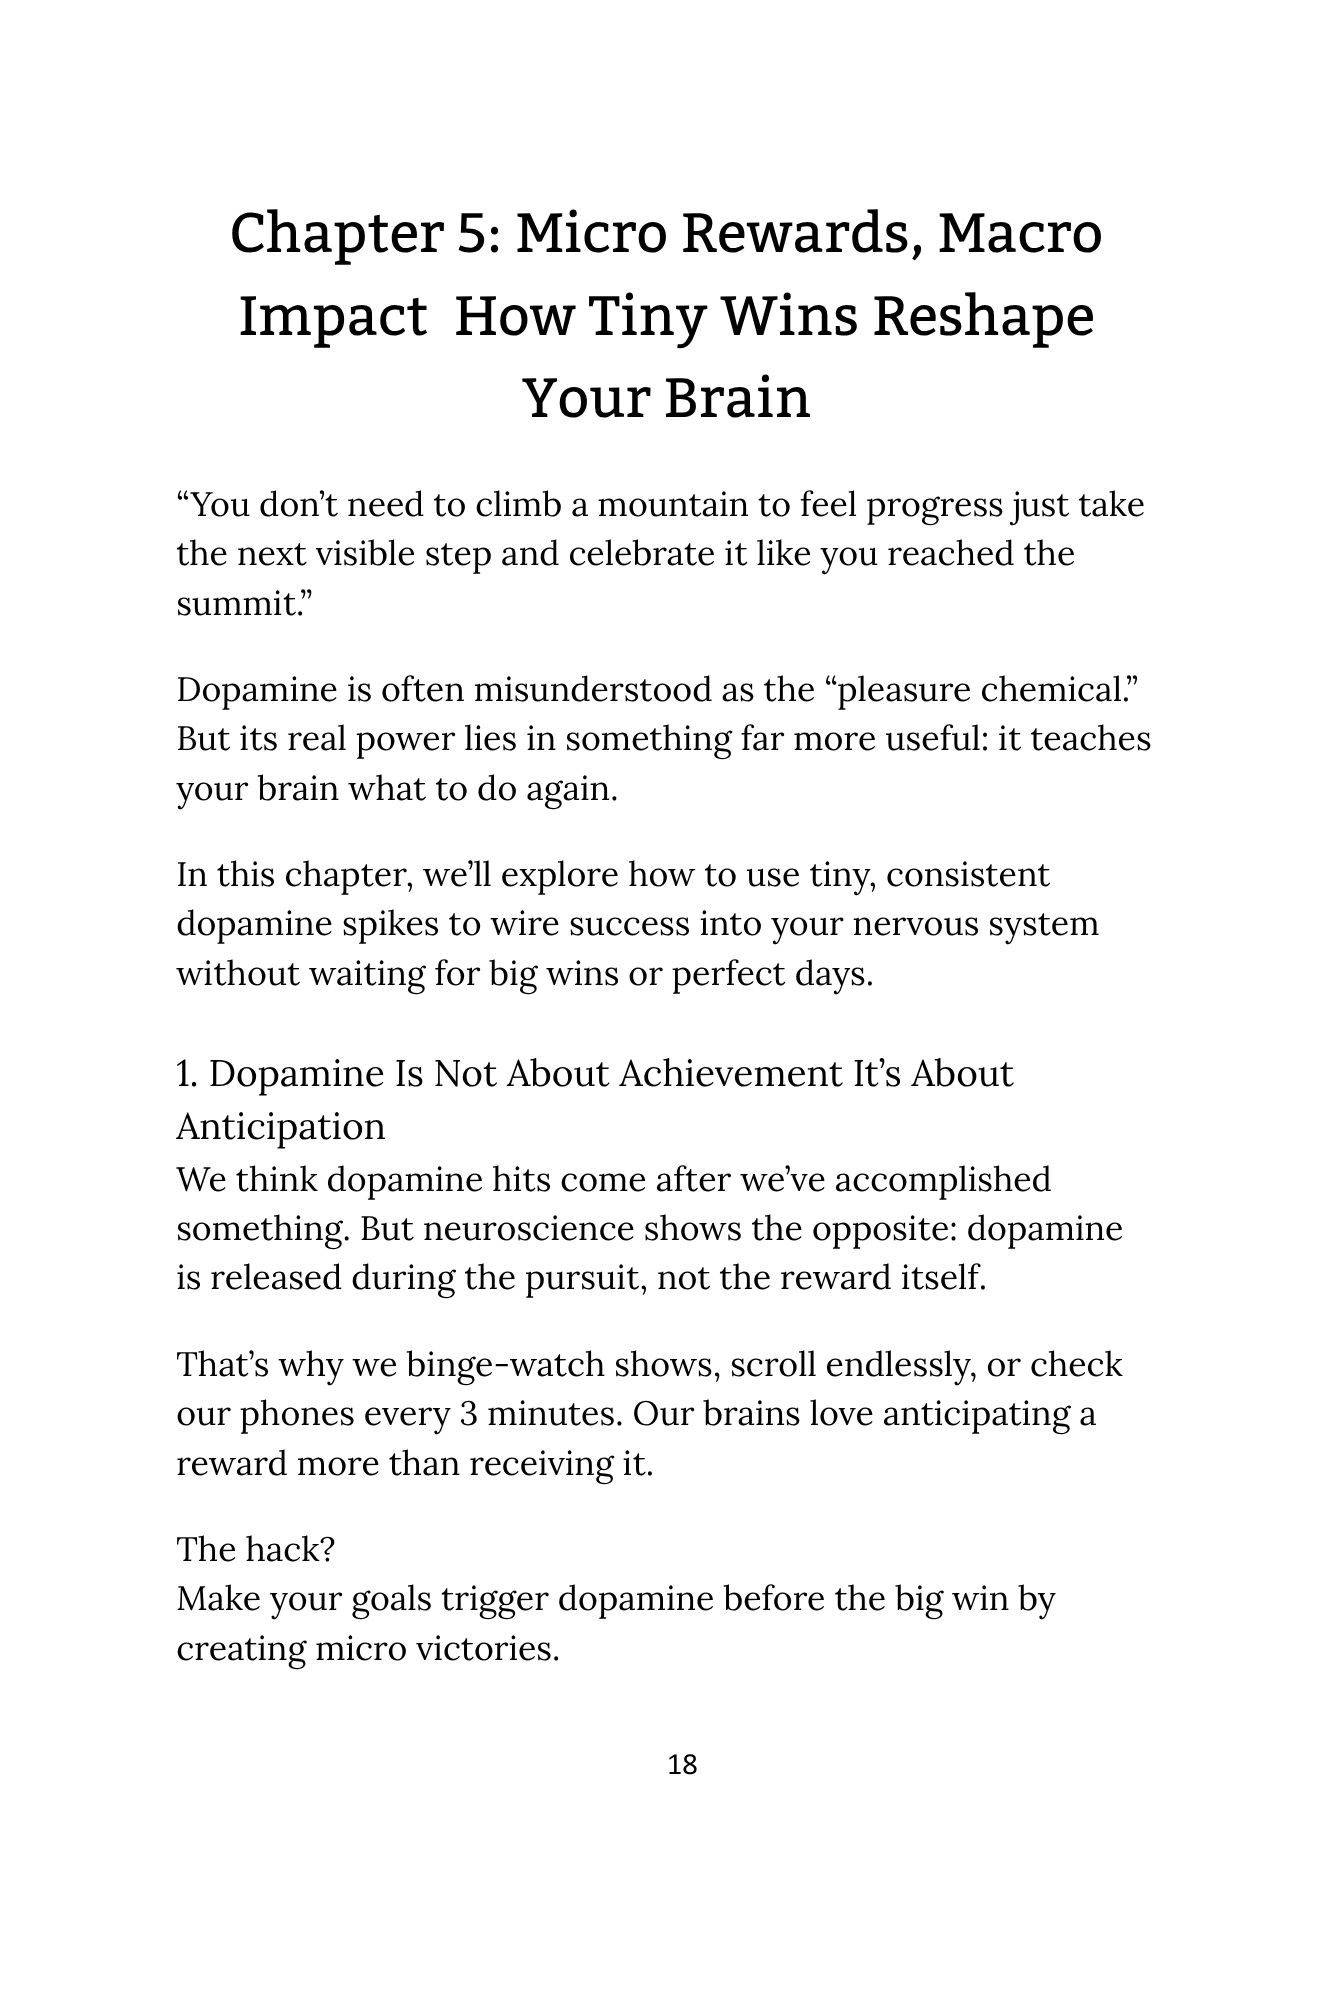 Chapter 5: Micro Rewards, Macro
Impact  How Tiny Wins Reshape
Your Brain
“You don’t need to climb a mountain to feel progress just take
the next visible step and celebrate it like you reached the
summit.”
Dopamine is often misunderstood as the “pleasure chemical.”
But its real power lies in something far more useful: it teaches
your brain what to do again.
In this chapter, we’ll explore how to use tiny, consistent
dopamine spikes to wire success into your nervous system
without waiting for big wins or perfect days.
1. Dopamine Is Not About Achievement It’s About
Anticipation
We think dopamine hits come after we’ve accomplished
something. But neuroscience shows the opposite: dopamine
is released during the pursuit, not the reward itself.
That’s why we binge-watch shows, scroll endlessly, or check
our phones every 3 minutes. Our brains love anticipating a
reward more than receiving it.
The hack?
Make your goals trigger dopamine before the big win by
creating micro victories.
18